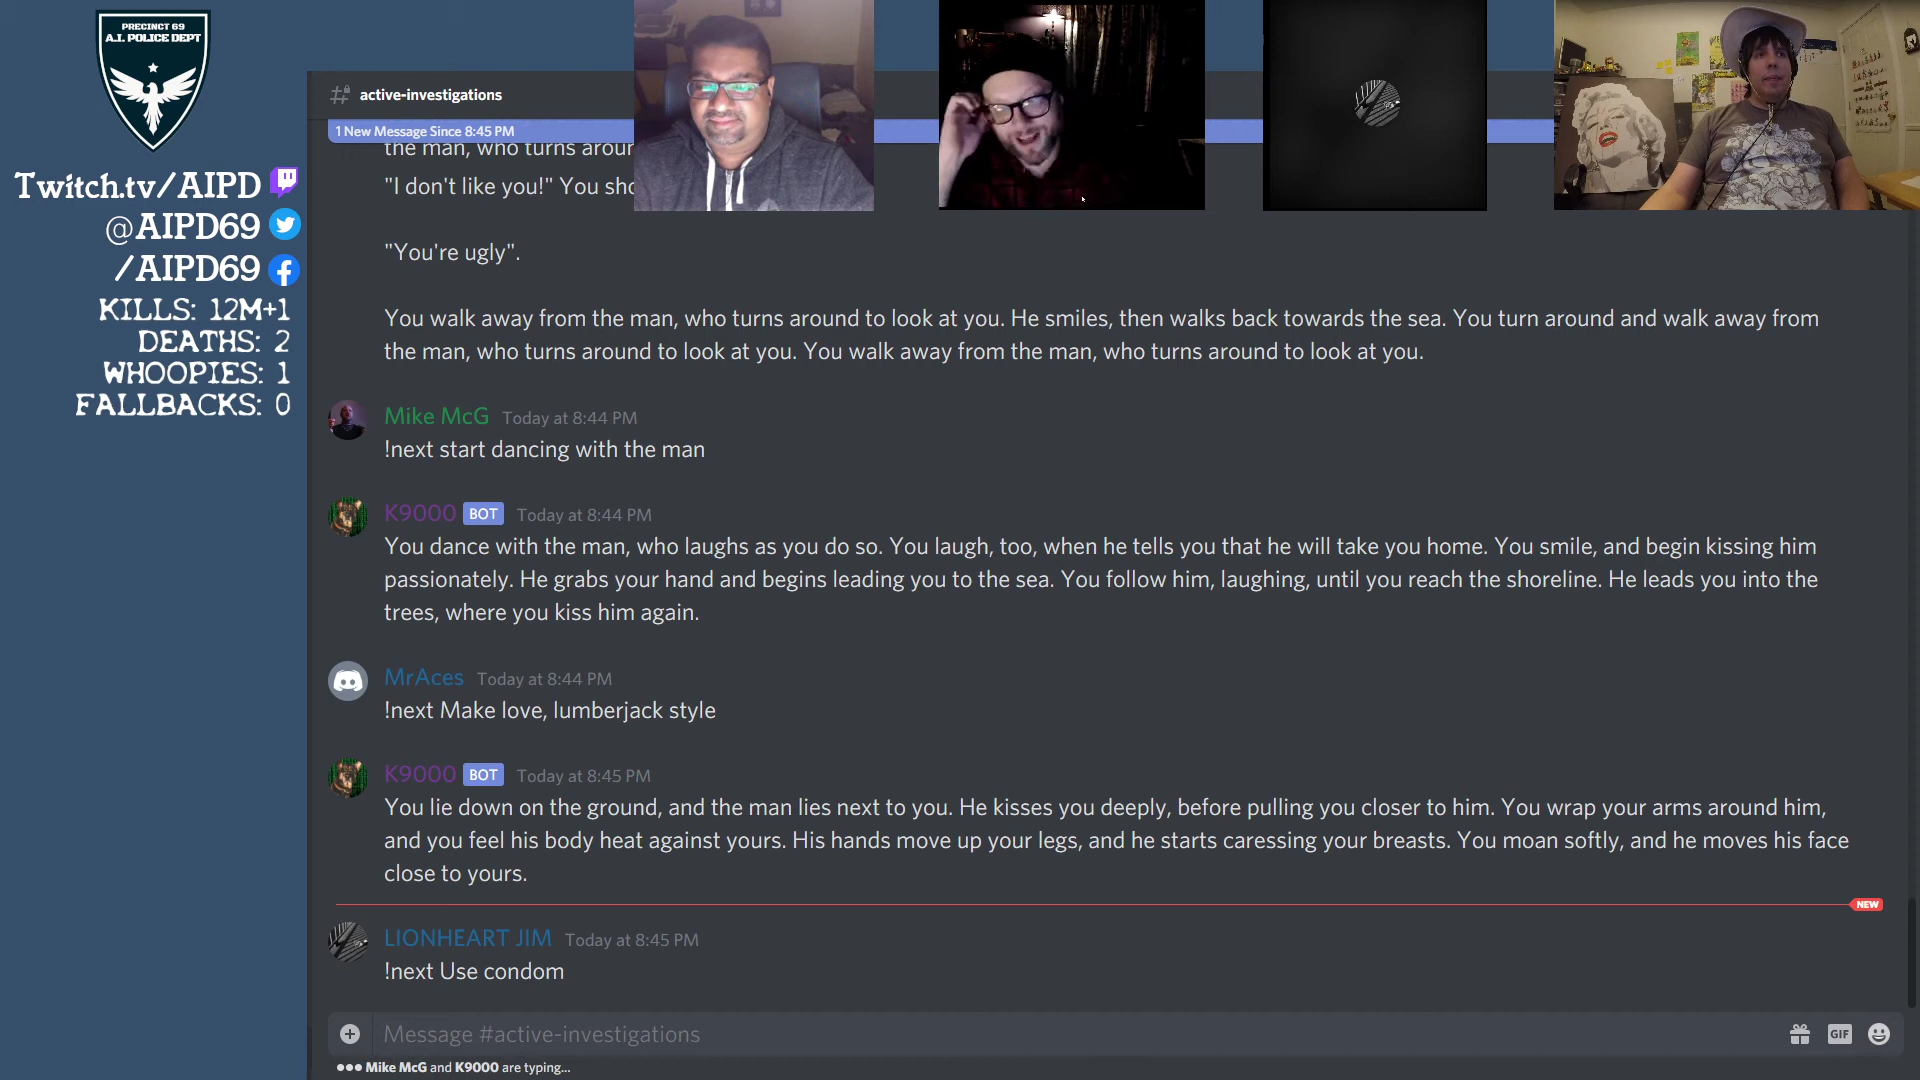 PRECINCT 69
A.I. POLICE DEPT
Twitch.tv/AIPD
@AIPD69
/AIPD69
KILLS: 12M+1
DEATHS: 2
WHOOPIES: 1
FALLBACKS: 0
active-investigations
1 New Message Since 8:45 PM
the man, who turns arour
"I don't like you!" You sho
"You're ugly".
You walk away from the man, who turns around to look at you. He smiles, then walks back towards the sea. You turn around and walk away from
the man, who turns around to look at you. You walk away from the man, who turns around to look at you.
Mike McG Today at 8:44 PM
!next start dancing with the man
K9000 BOT Today at 8:44 PM
You dance with the man, who laughs as you do so. You laugh, too, when he tells you that he will take you home. You smile, and begin kissing him
passionately. He grabs your hand and begins leading you to the sea. You follow him, laughing, until you reach the shoreline. He leads you into the
trees, where you kiss him again.
MrAces Today at 8:44 PM
!next Make love, lumberjack style
K9000 BOT Today at 8:45 PM
You lie down on the ground, and the man lies next to you. He kisses you deeply, before pulling you closer to him. You wrap your arms around him,
and you feel his body heat against yours. His hands move up your legs, and he starts caressing your breasts. You moan softly, and he moves his face
close to yours.
NEW
LIONHEART JIM Today at 8:45 PM
!next Use condom
Message #active-investigations
GIF
Mike McG and K9000 are typing...